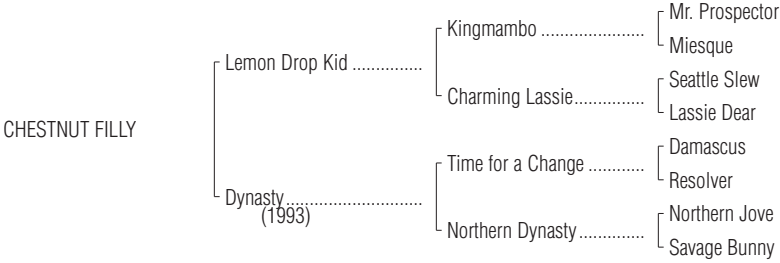 Mr. Prospector
Kingmambo ......................
Miesque
Lemon Drop Kid ...............
Seattle Slew
Charming Lassie...............
Lassie Dear
CHESTNUT FILLY
Damascus
Time for a Change ............
Resolver
Dynasty.............................
(1993)
Northern Jove
Northern Dynasty..............
Savage Bunny